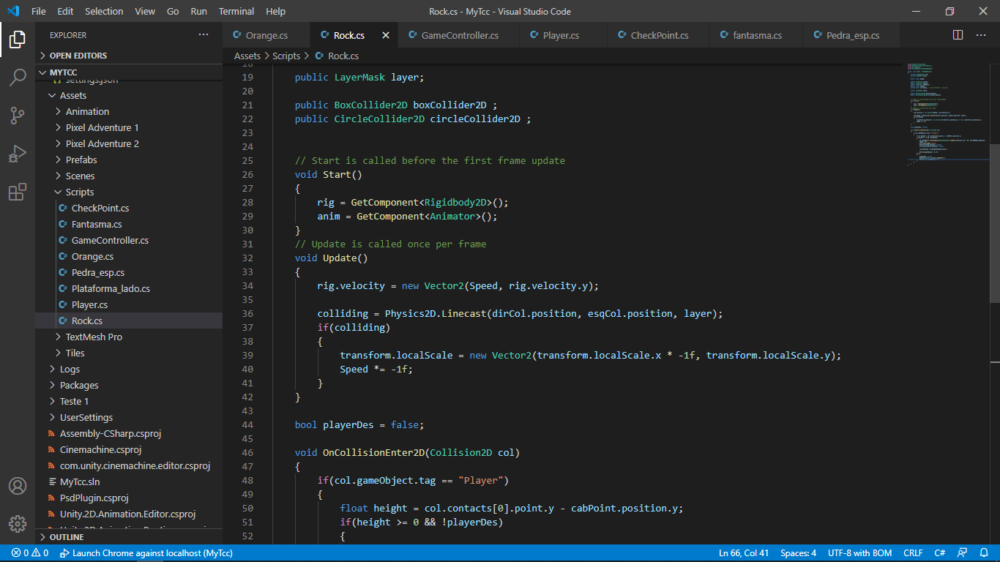 File Edit Selection View Go Run Terminal Help
Rock.cs - MyTcc - Visual Studio Code
EXPLORER
OPEN EDITORS
MYTCC
settings.json
Assets
Animation
Pixel Adventure 1
Pixel Adventure 2
Prefabs
Scenes
Scripts
CheckPoint.cs
Fantasma.cs
GameController.cs
Orange.cs
Pedra_esp.cs
Plataforma_lado.cs
Player.cs
Rock.cs
TextMesh Pro
Tiles
Logs
Packages
Teste 1
UserSettings
Assembly-CSharp.csproj
Cinemachine.csproj
com.unity.cinemachine.editor.csproj
MyTcc.sln
PsdPlugin.csproj
Unity.2D.Animation.Editor.csproj
OUTLINE
Orange.cs Rock.cs GameController.cs Player.cs CheckPoint.cs fantasma.cs Pedra_esp.cs
Assets > Scripts > Rock.cs
18
19 public LayerMask layer;
20
21 public BoxCollider2D boxCollider2D ;
22 public CircleCollider2D circleCollider2D ;
23
24
25 // Start is called before the first frame update
26 void Start()
27 {
28 rig = GetComponent<Rigidbody2D>();
29 anim = GetComponent<Animator>();
30 }
31 // Update is called once per frame
32 void Update()
33 {
34 rig.velocity = new Vector2(Speed, rig.velocity.y);
35
36 colliding = Physics2D.Linecast(dirCol.position, esqCol.position, layer);
37 if(colliding)
38 {
39 transform.localScale = new Vector2(transform.localScale.x * -1f, transform.localScale.y);
40 Speed *= -1f;
41 }
42 }
43
44 bool playerDes = false;
45
46 void OnCollisionEnter2D(Collision2D col)
47 {
48 if(col.gameObject.tag == "Player")
49 {
50 float height = col.contacts[0].point.y - cabPoint.position.y;
51 if(height >= 0 && !playerDes)
52 {
0 0 Launch Chrome against localhost (MyTcc)
Ln 66, Col 41 Spaces: 4 UTF-8 with BOM CRLF C#